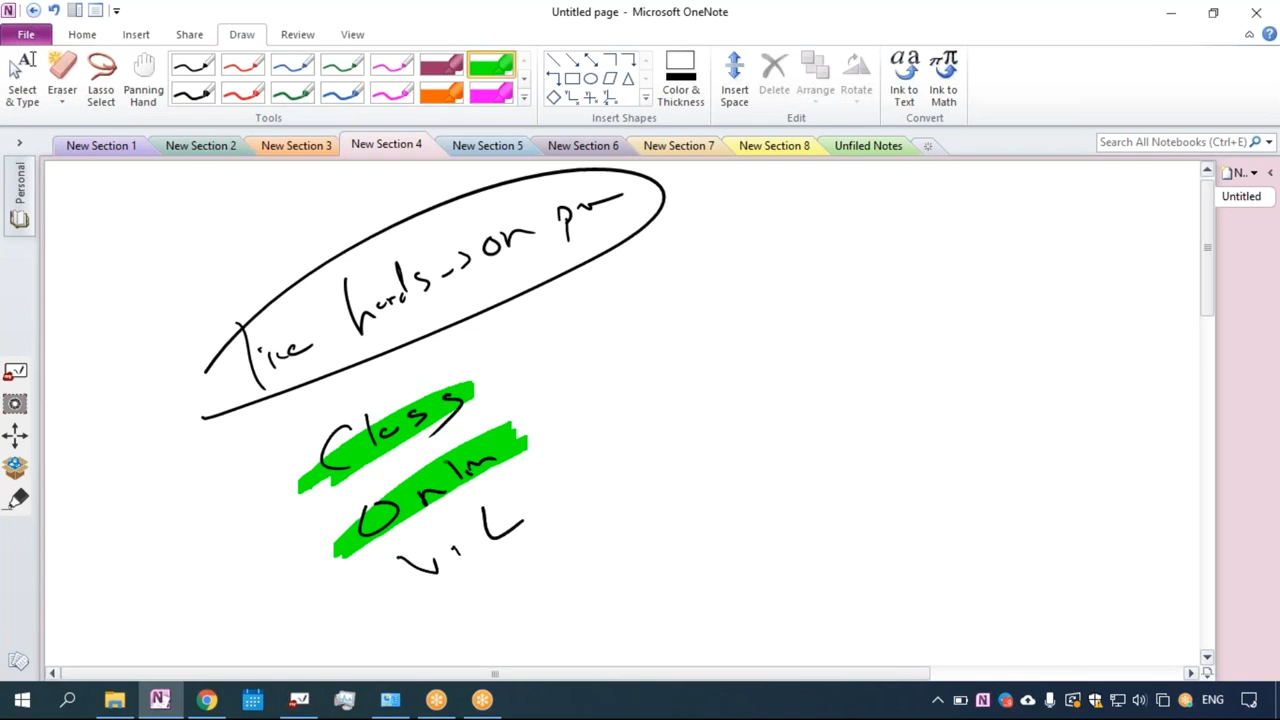 Untitled page - Microsoft OneNote
File Home Insert Share Draw Review View
Select & Type
Eraser
Lasso Select
Panning Hand
Color & Thickness
Insert Space
Delete
Arrange
Rotate
Ink to Text
Ink to Math
Tools
Insert Shapes
Edit
Convert
New Section 1 New Section 2 New Section 3 New Section 4 New Section 5 New Section 6 New Section 7 New Section 8 Unfiled Notes
Search All Notebooks (Ctrl+E)
Personal
N..
Untitled
hands -> on
Class
ENG